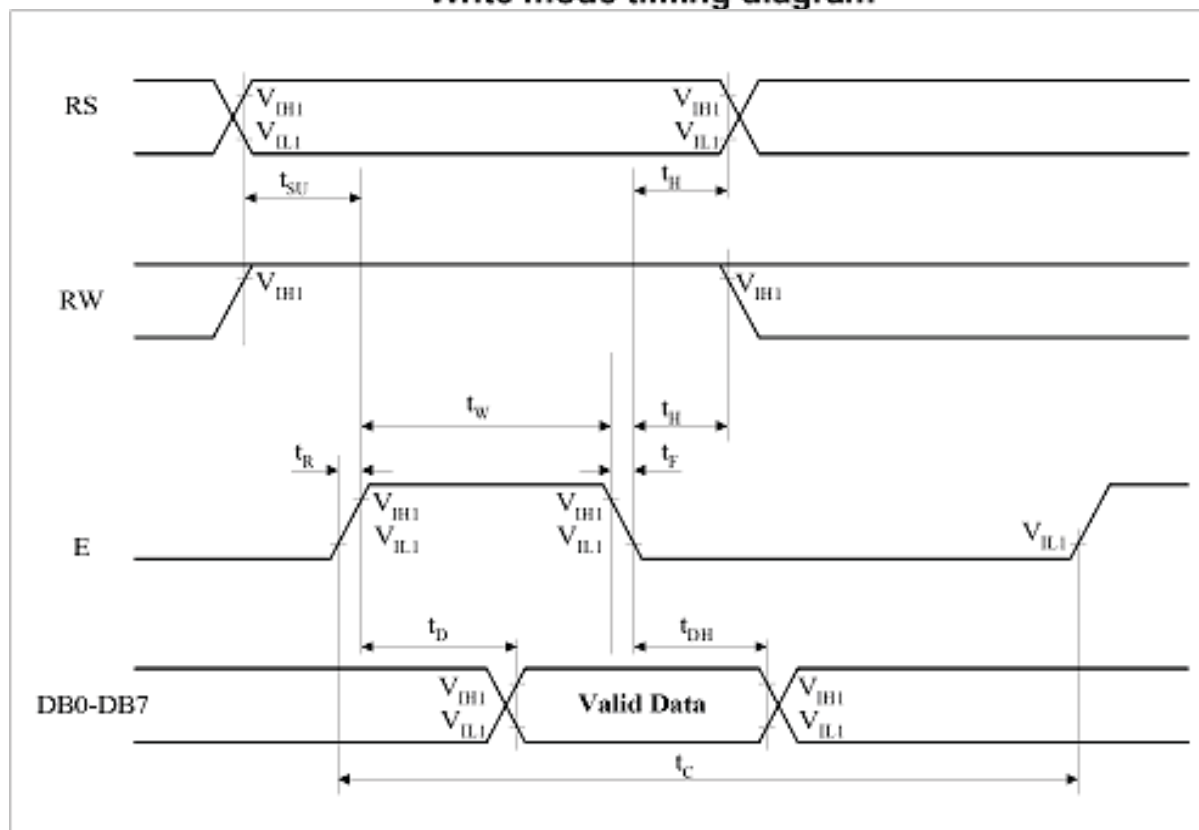 Write mode timing diagram
RS
V_IH1
V_IL1
V_IH1
V_IL1
t_SU
t_H
RW
V_IH1
V_IH1
t_W
t_H
t_R
t_F
E
V_IH1
V_IL1
V_IH1
V_IL1
V_IL1
t_D
t_DH
DB0-DB7
V_IH1
V_IL1
Valid Data
V_IH1
V_IL1
t_C